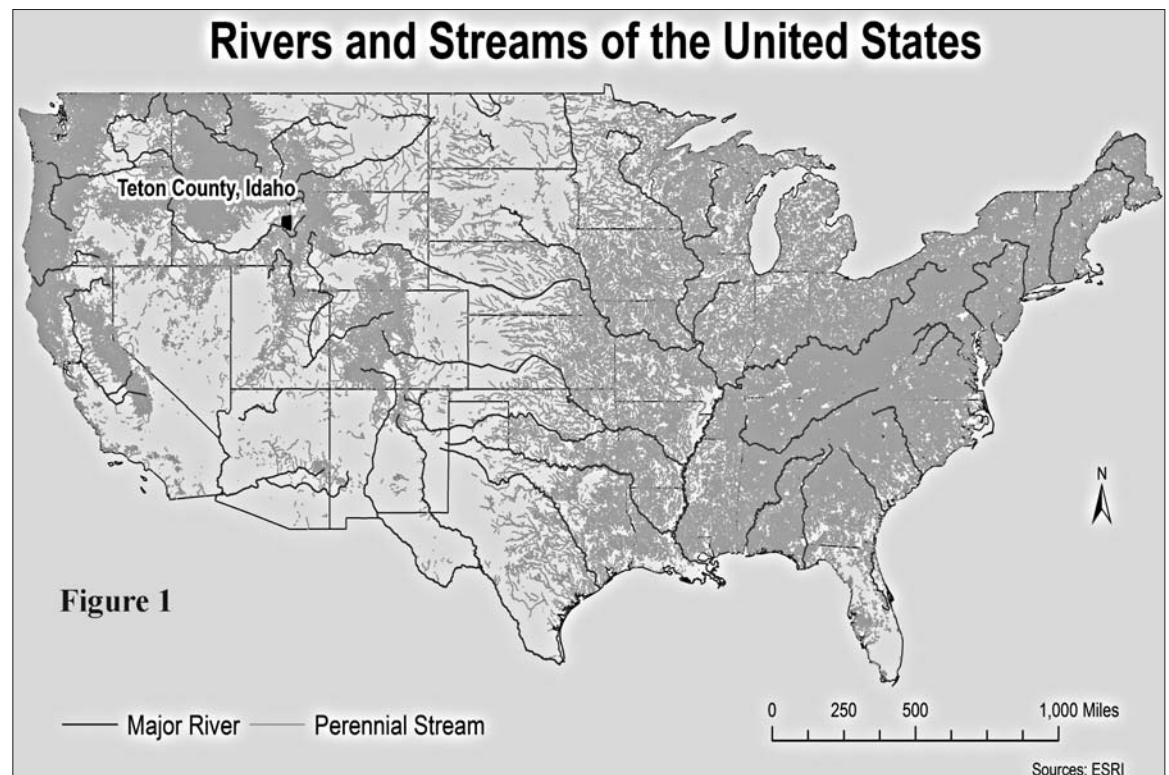 Rivers and Streams of the United States
Teton County, Idaho
N
Figure 1
Major River
Perennial Stream
0 250 500 1,000 Miles
Sources: ESRI